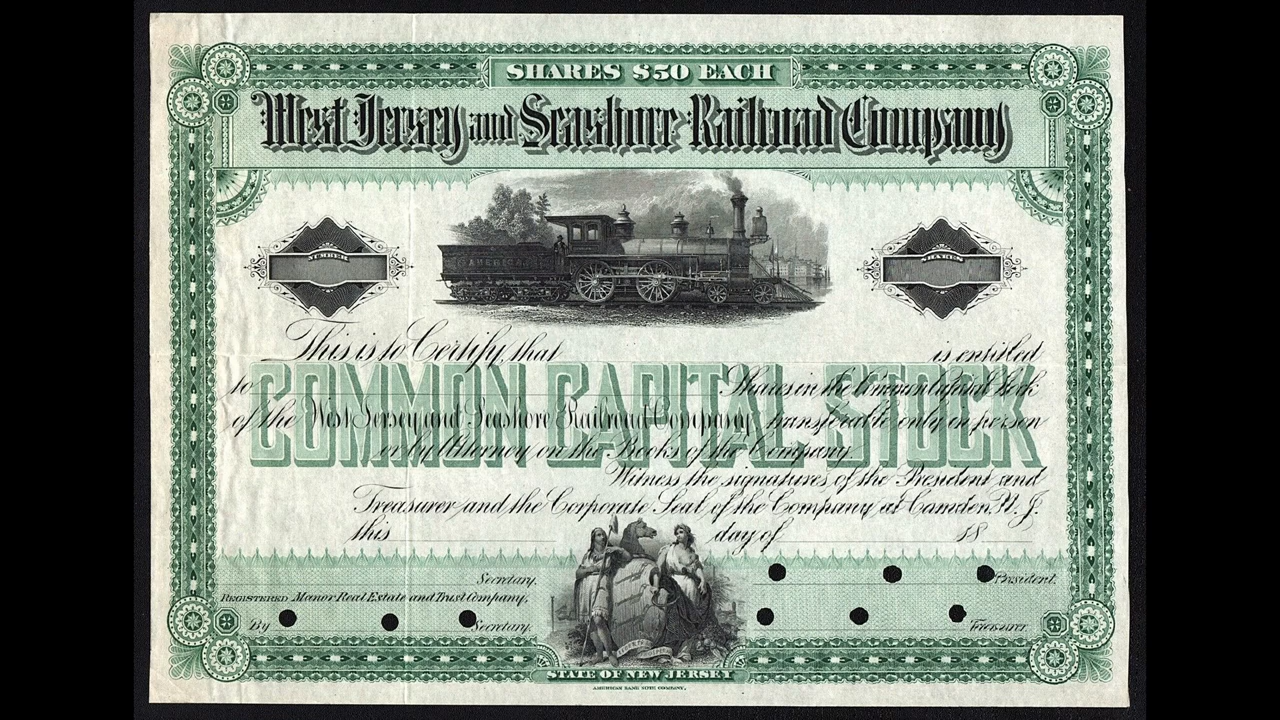 SHARES $50 EACH
West Jersey and Seashore Railroad Company
AMERICAN
NUMBER
SHARES
This is to Certify, that is entitled
to Shares in the Common Capital Stock
COMMON CAPITAL STOCK
of the West Jersey and Seashore Railroad Company, transferable only in person
or by Attorney on the Books of the Company.
Witness the signatures of the President and
Treasurer, and the Corporate Seal of the Company at Camden, N. J.
this day of 18
Secretary. President.
REGISTERED Manor Real Estate and Trust Company,
By Secretary. Treasurer.
STATE OF NEW JERSEY
AMERICAN BANK NOTE COMPANY.